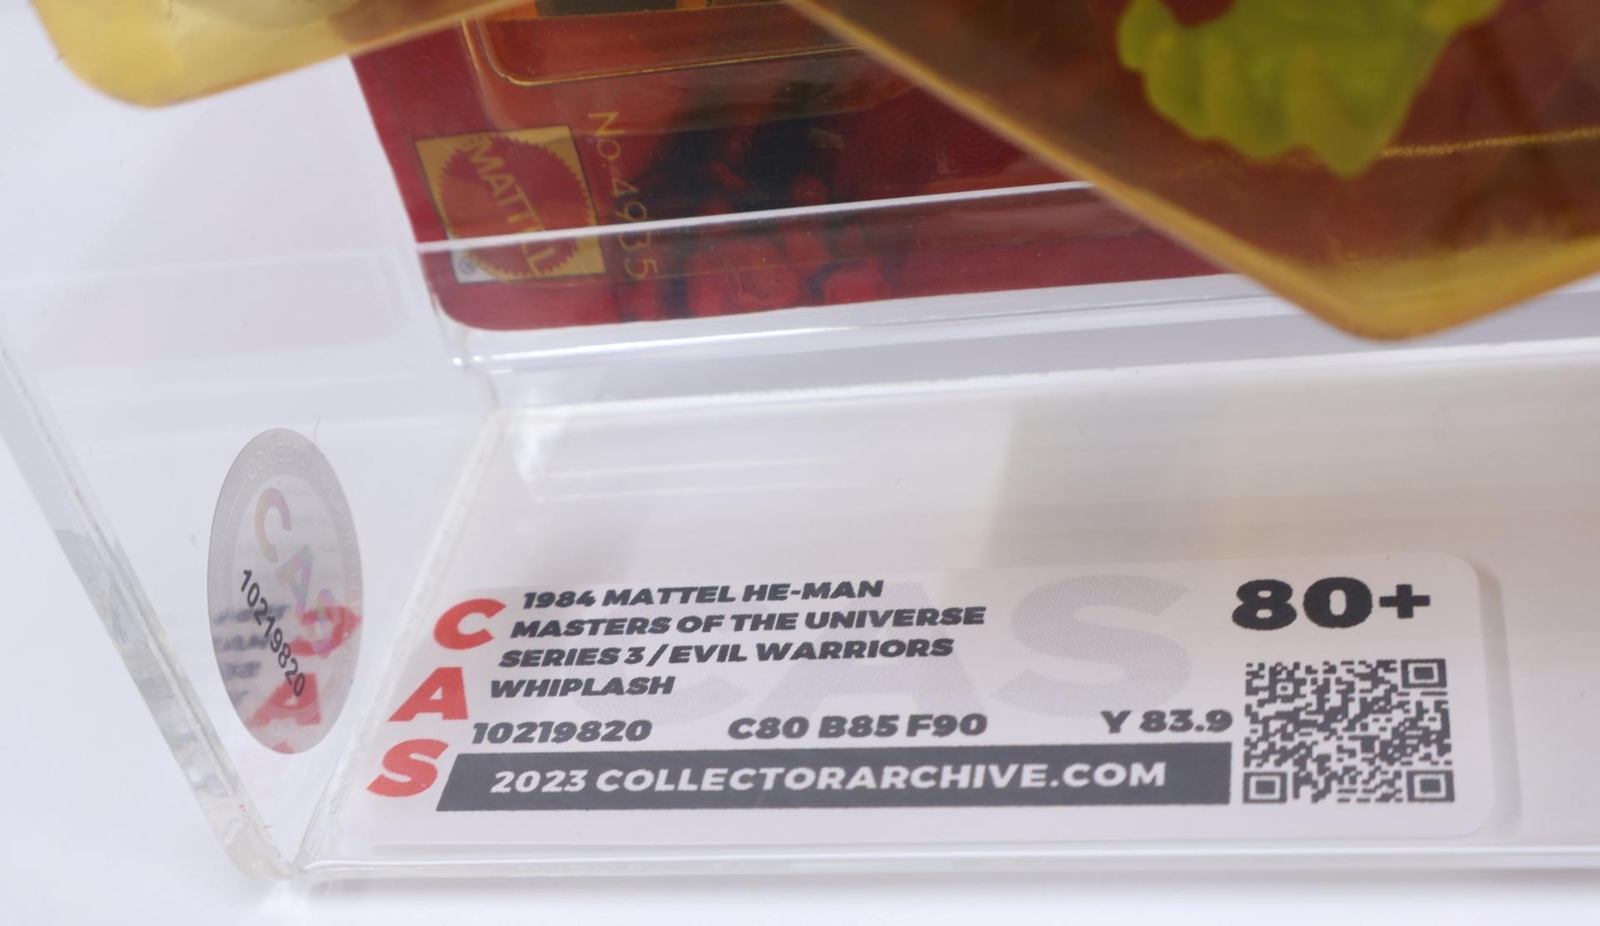 MATTEL
®
No. 4935
CAS
10219820
CAS
1984 MATTEL HE-MAN
MASTERS OF THE UNIVERSE
SERIES 3 / EVIL WARRIORS
WHIPLASH
80+
10219820 C80 B85 F90 Y 83.9
2023 COLLECTORARCHIVE.COM
CAS